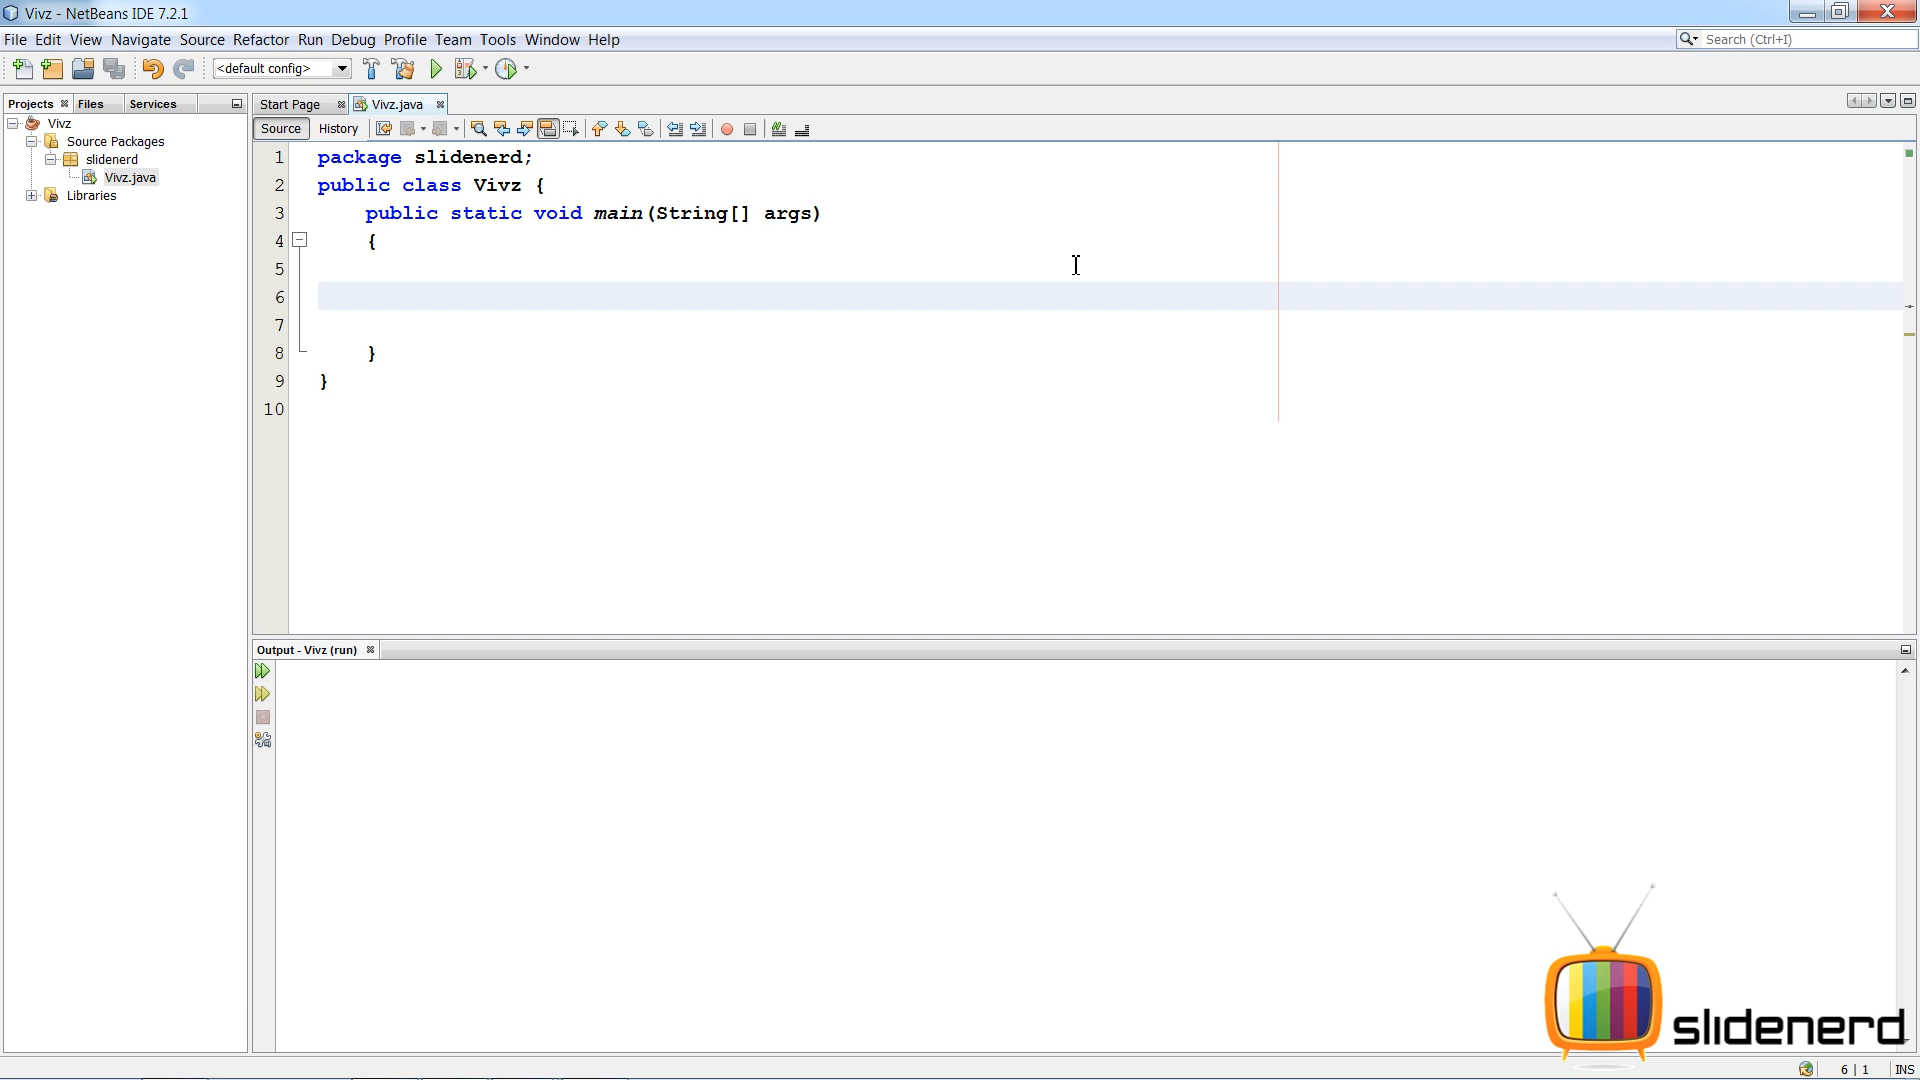 Vivz - NetBeans IDE 7.2.1
File Edit View Navigate Source Refactor Run Debug Profile Team Tools Window Help
Search (Ctrl+I)
<default config>
Projects Files Services
Start Page Vivz.java
Source History
Vivz
Source Packages
slidenerd
Vivz.java
Libraries
1 package slidenerd;
2 public class Vivz {
3 public static void main(String[] args)
4 {
5
6
7
8 }
9 }
10
Output - Vivz (run)
slidenerd
6 | 1 INS